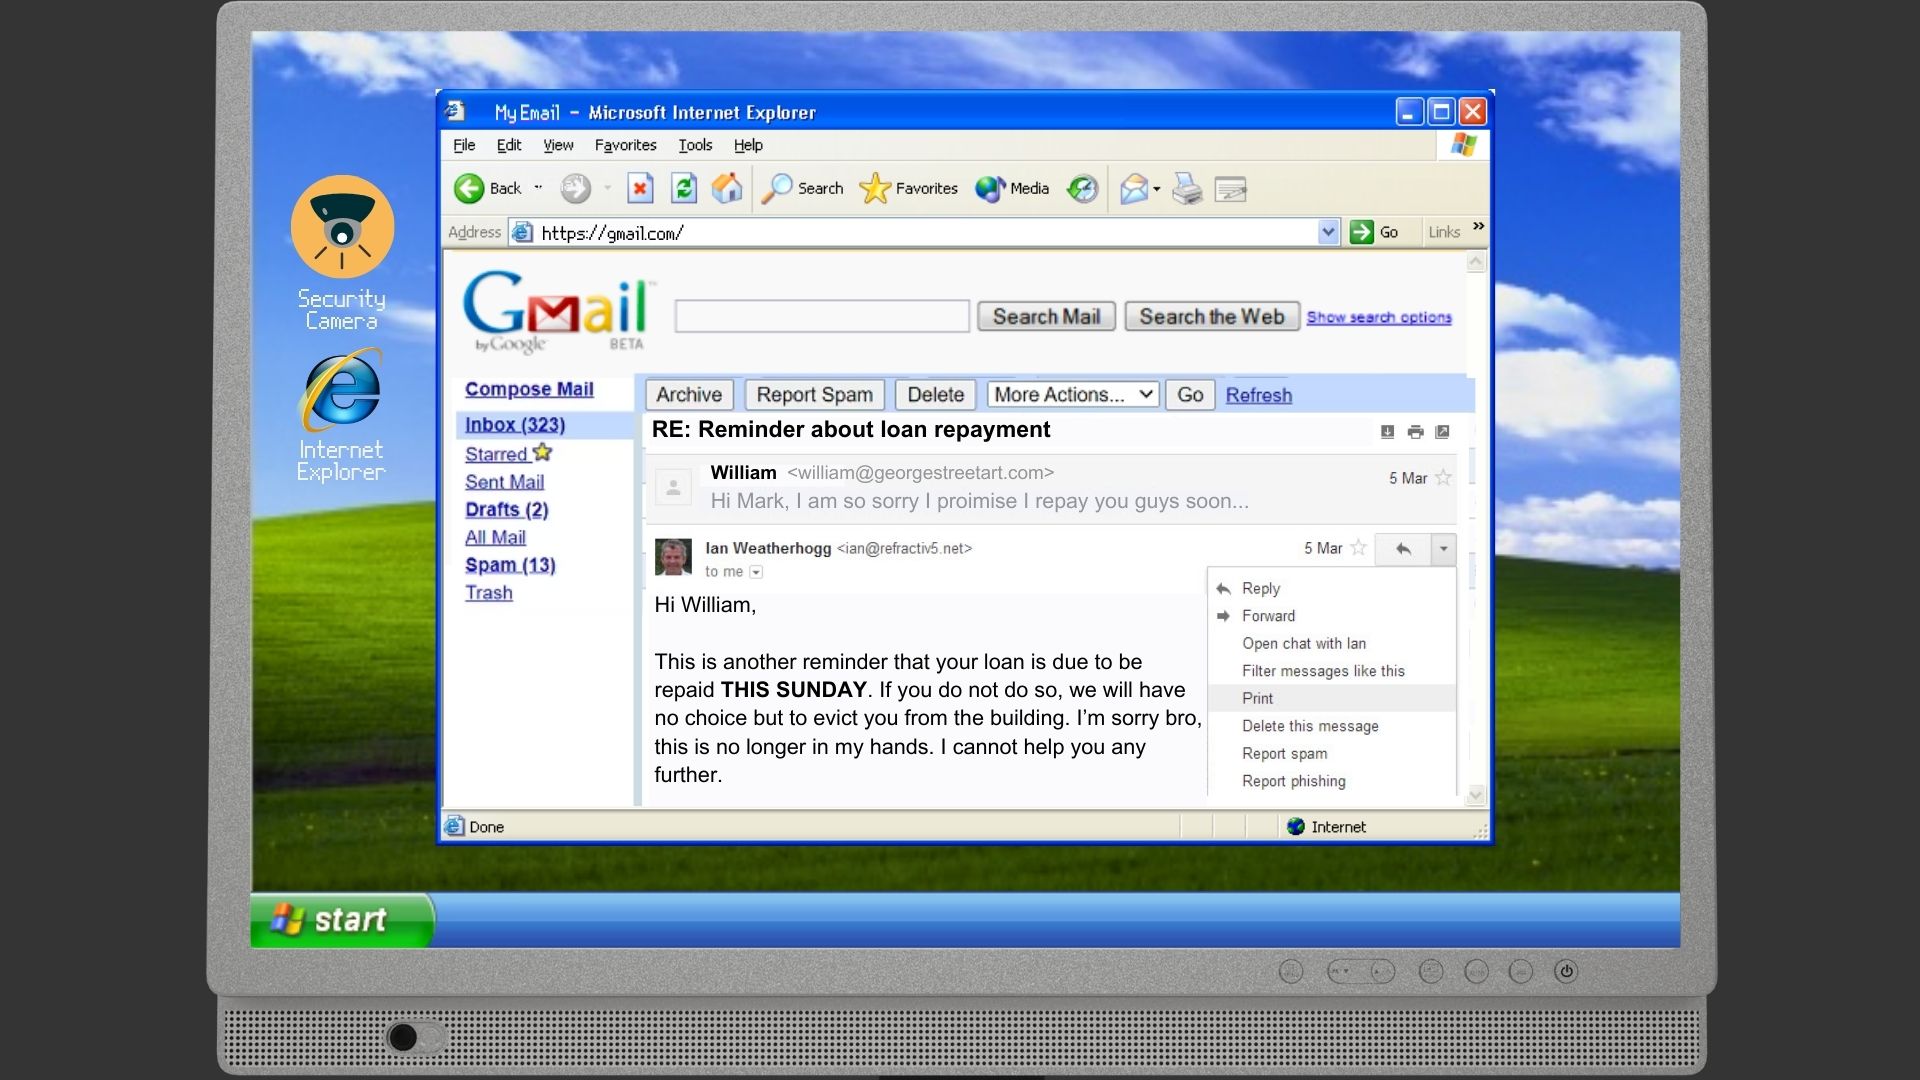 My Email - Microsoft Internet Explorer
File Edit View Favorites Tools Help
Back Search Favorites Media
Address https://gmail.com/ Go Links »
Security
Camera
Internet
Explorer
Gmail
by Google BETA
Search Mail Search the Web Show search options
Compose Mail
Inbox (323)
Starred
Sent Mail
Drafts (2)
All Mail
Spam (13)
Trash
Archive Report Spam Delete More Actions... Go Refresh
RE: Reminder about loan repayment
William <william@georgestreetart.com> 5 Mar
Hi Mark, I am so sorry I proimise I repay you guys soon...
Ian Weatherhogg <ian@refractiv5.net> 5 Mar
to me
Hi William,
This is another reminder that your loan is due to be
repaid THIS SUNDAY. If you do not do so, we will have
no choice but to evict you from the building. I'm sorry bro,
this is no longer in my hands. I cannot help you any
further.
Reply
Forward
Open chat with Ian
Filter messages like this
Print
Delete this message
Report spam
Report phishing
Done Internet
start